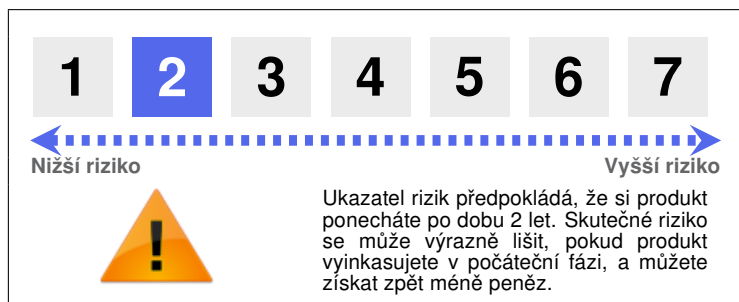 1 2 3 4 5 6 7
Nižší riziko Vyšší riziko
!
Ukazatel rizik předpokládá, že si produkt
ponecháte po dobu 2 let. Skutečné riziko
se může výrazně lišit, pokud produkt
vyinkasujete v počáteční fázi, a můžete
získat zpět méně peněz.